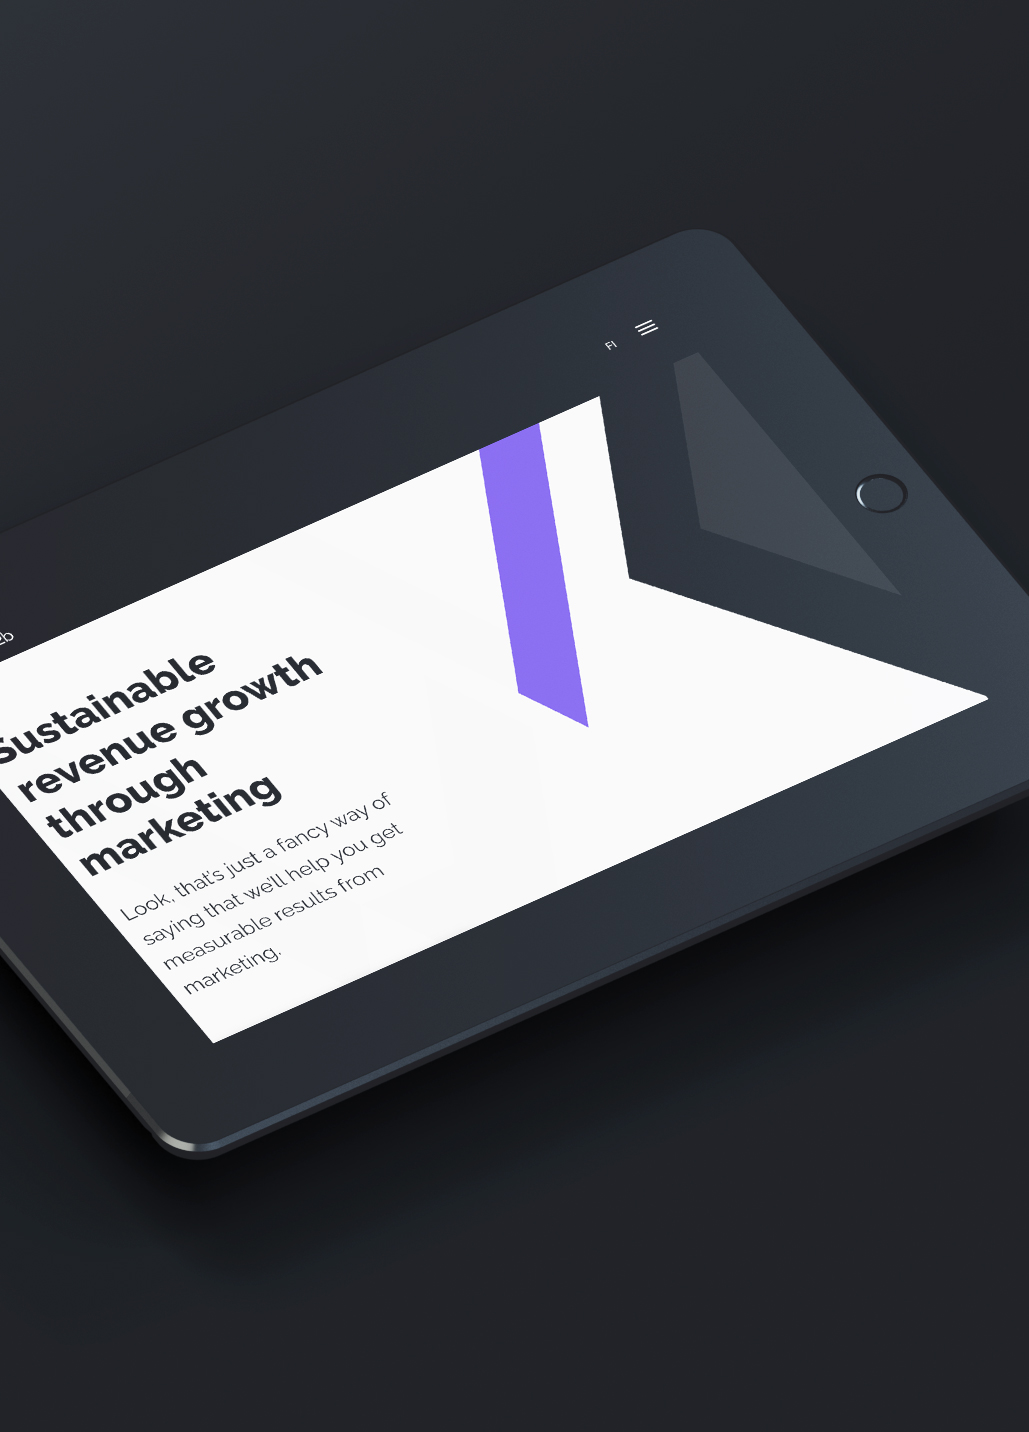 FI
Sustainable
revenue growth
through
marketing
Look, that's just a fancy way of
saying that we'll help you get
measurable results from
marketing.